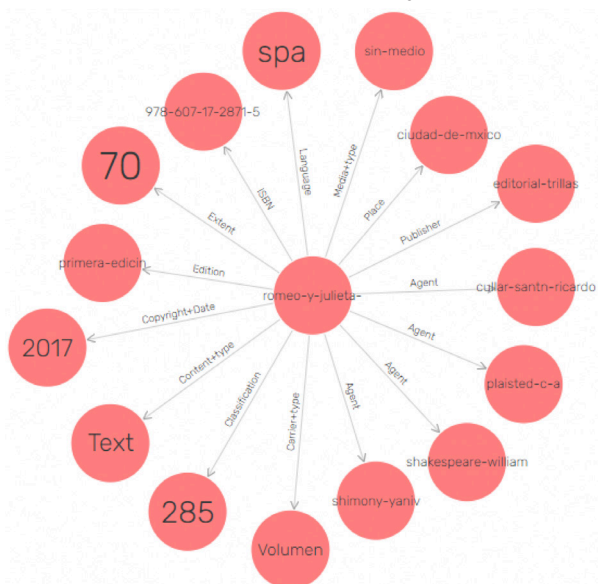 spa
sin-medio
978-607-17-2871-5
ciudad-de-mxico
70
editorial-trillas
Language
Media+type
ISBN
Place
Extent
Publisher
primera-edicin
Edition
romeo-y-julieta-
Agent
cullar-santn-ricardo
Copyright+Date
2017
Agent
plaisted-c-a
Content+type
Classification
Carrier+type
Agent
Agent
Text
shakespeare-william
285
shimony-yaniv
Volumen